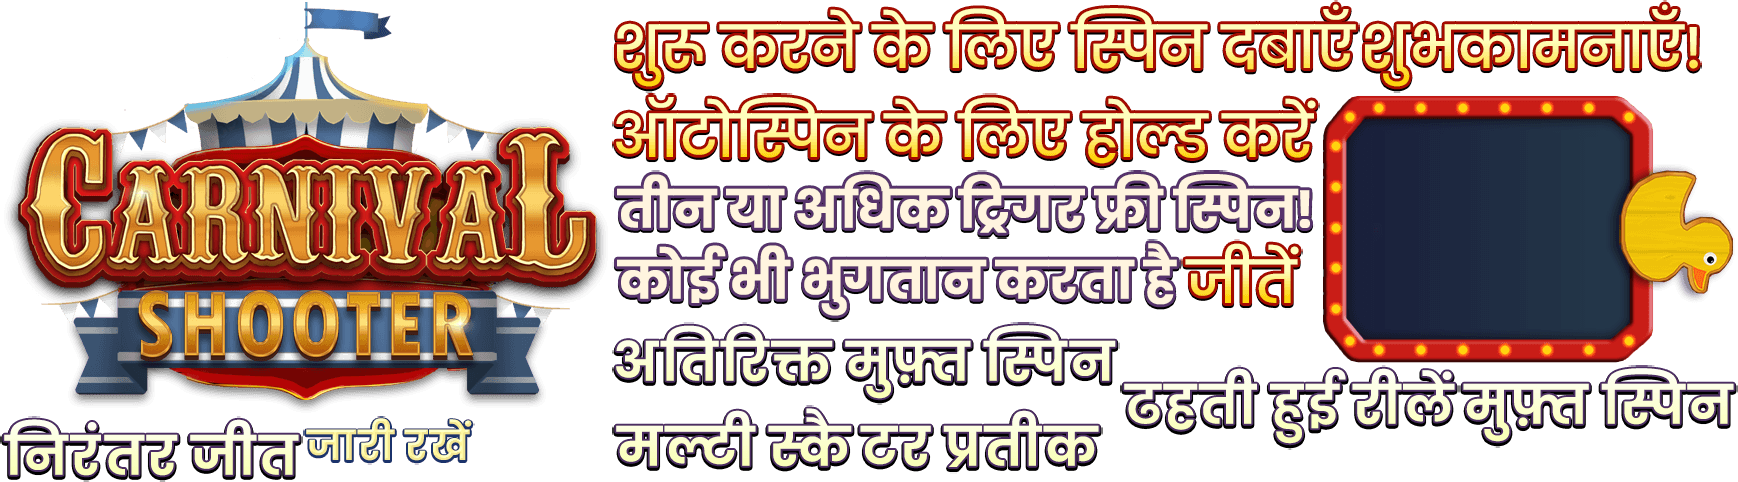 CARNIVAL
SHOOTER
निरंतर जीत
जारी रखें
शुरू करने के लिए स्पिन दबाएँ
शुभकामनाएँ!
ऑटोस्पिन के लिए होल्ड करें
तीन या अधिक ट्रिगर फ्री स्पिन!
कोई भी भुगतान करता है
जीतें
अतिरिक्त मुफ़्त स्पिन
ढहती हुई रीलें
मुफ़्त स्पिन
मल्टी स्कै टर प्रतीक